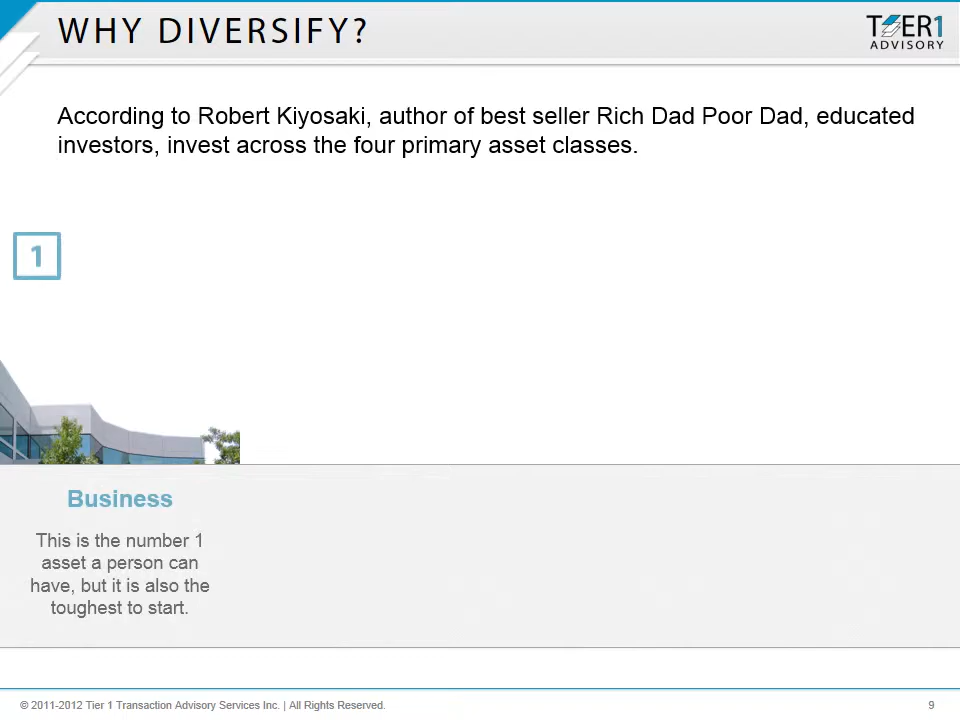 WHY DIVERSIFY?
TIER1
ADVISORY
According to Robert Kiyosaki, author of best seller Rich Dad Poor Dad, educated
investors, invest across the four primary asset classes.
1
Business
This is the number 1
asset a person can
have, but it is also the
toughest to start.
© 2011-2012 Tier 1 Transaction Advisory Services Inc. | All Rights Reserved.
9